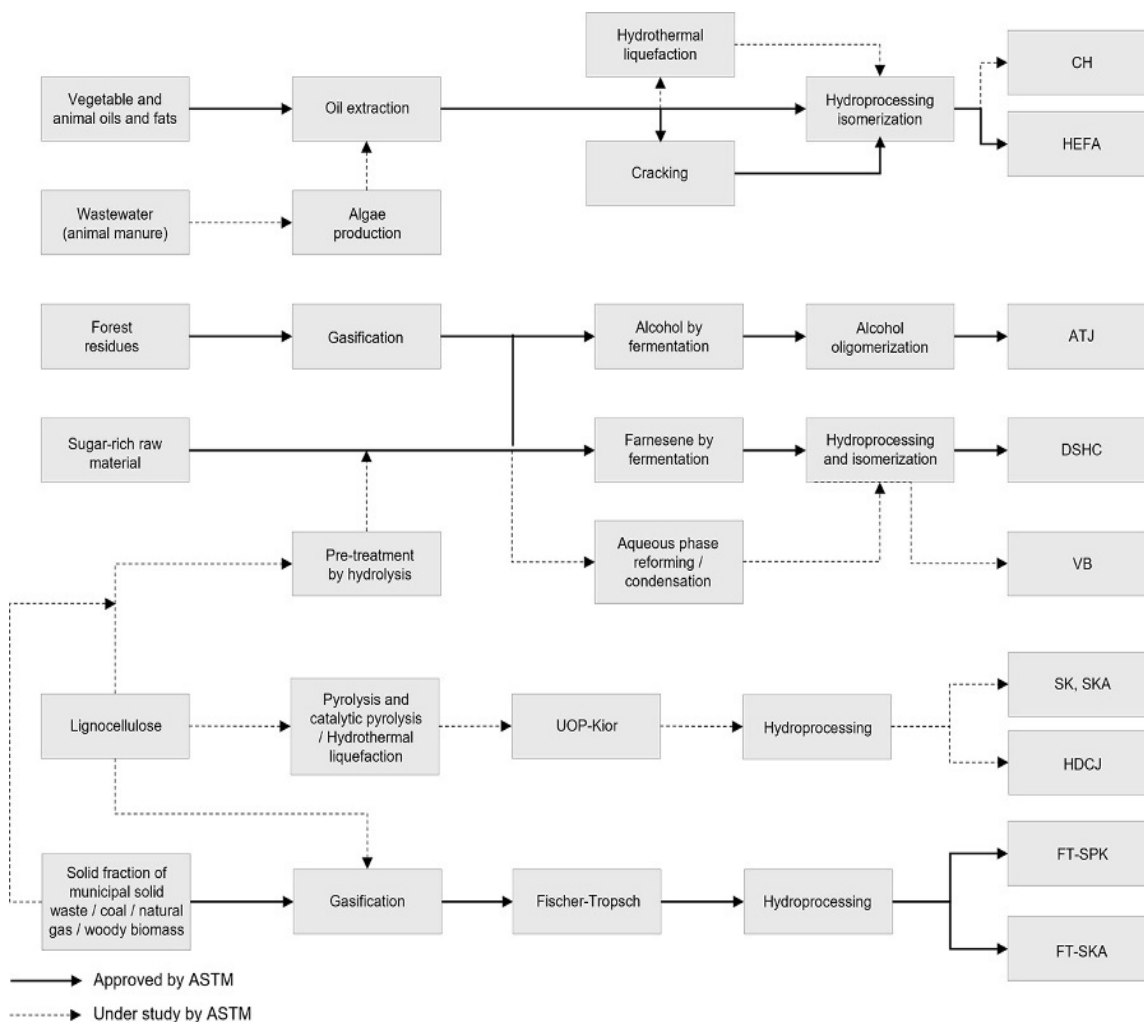 Hydrothermal
liquefaction
CH
Vegetable and
animal oils and fats
Oil extraction
Hydroprocessing
isomerization
HEFA
Cracking
Wastewater
(animal manure)
Algae
production
Forest
residues
Gasification
Alcohol by
fermentation
Alcohol
oligomerization
ATJ
Sugar-rich raw
material
Farnesene by
fermentation
Hydroprocessing
and isomerization
DSHC
Pre-treatment
by hydrolysis
Aqueous phase
reforming /
condensation
VB
SK, SKA
Lignocellulose
Pyrolysis and
catalytic pyrolysis
/ Hydrothermal
liquefaction
UOP-Kior
Hydroprocessing
HDCJ
FT-SPK
Solid fraction of
municipal solid
waste / coal / natural
gas / woody biomass
Gasification
Fischer-Tropsch
Hydroprocessing
FT-SKA
Approved by ASTM
Under study by ASTM